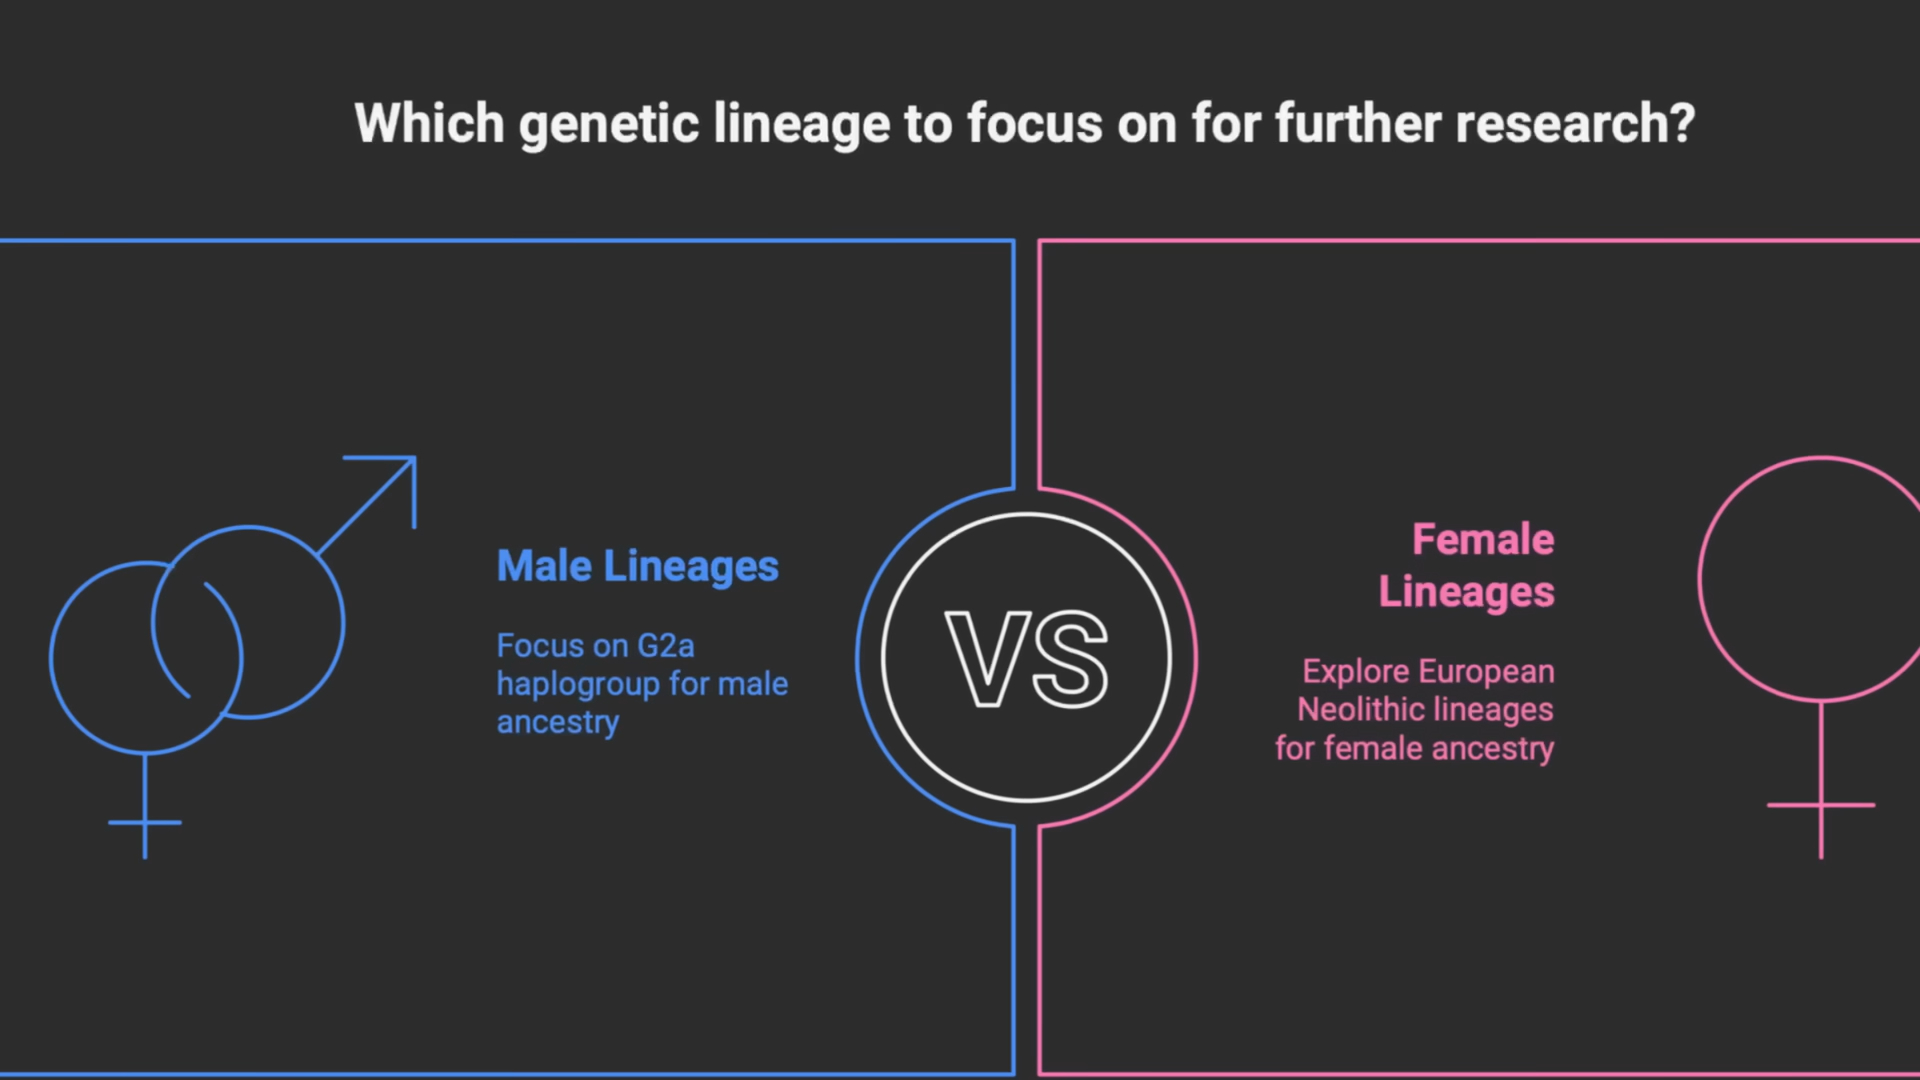 Which genetic lineage to focus on for further research?
Male Lineages
Focus on G2a
haplogroup for male
ancestry
VS
Female
Lineages
Explore European
Neolithic lineages
for female ancestry